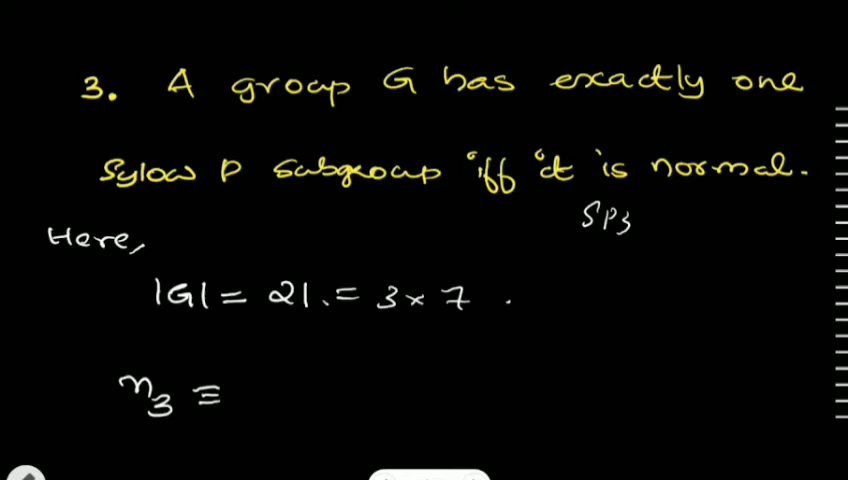 3. A group G has exactly one
Sylow P subgroup iff it is normal.
SP3
Here,
|G| = 21. = 3 × 7 .
n₃ ≡